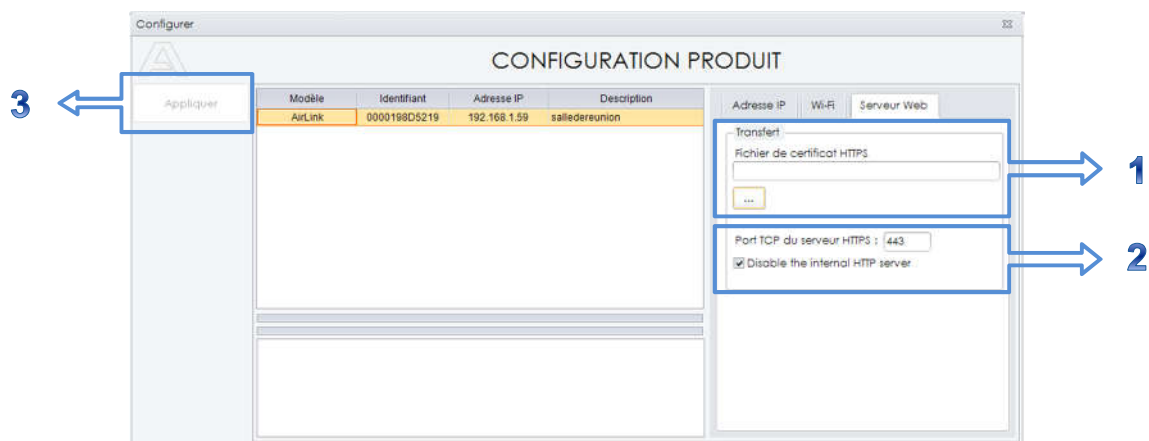 Configurer
CONFIGURATION PRODUIT
3
Appliquer
Modèle Identifiant Adresse IP Description
AirLink 0000198D5219 192.168.1.59 salledereunion
Adresse IP Wi-Fi Serveur Web
Transfert
Fichier de certificat HTTPS
...
1
Port TCP du serveur HTTPS : 443
Disable the internal HTTP server
2